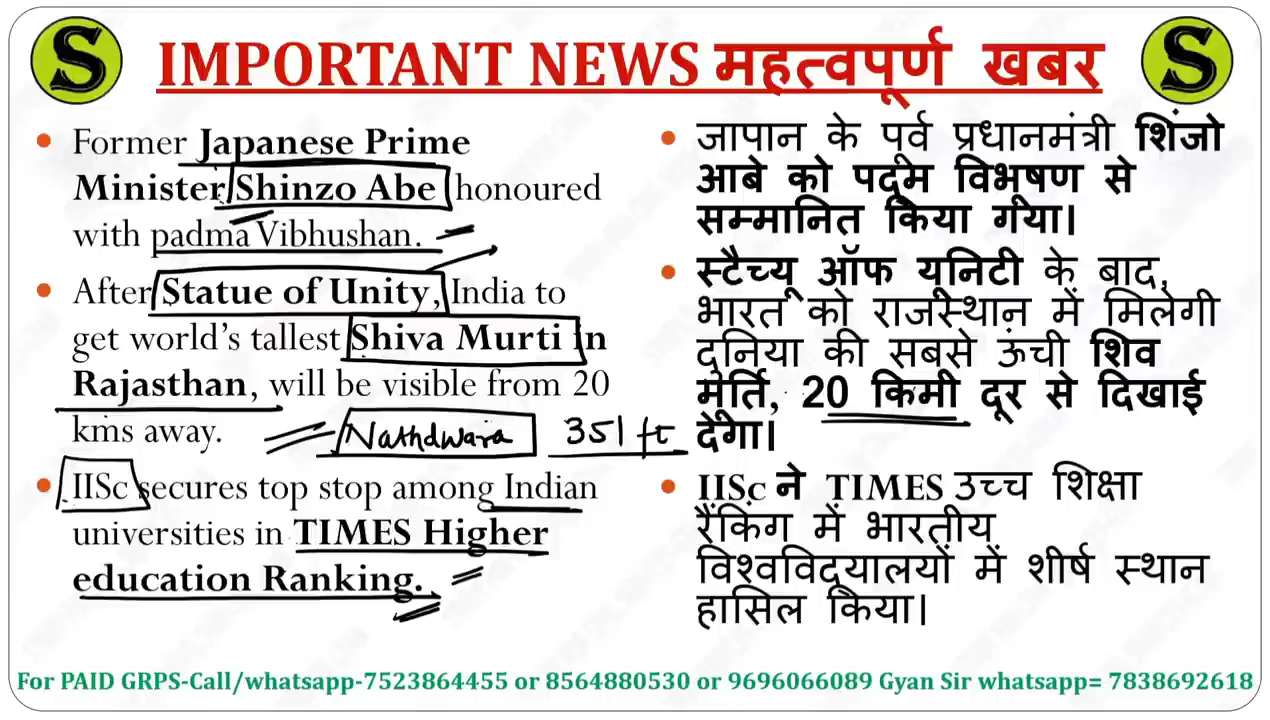 S IMPORTANT NEWS महत्वपूर्ण खबर S
• Former Japanese Prime
Minister Shinzo Abe honoured
with padma Vibhushan.
• After Statue of Unity, India to
get world's tallest Shiva Murti in
Rajasthan, will be visible from 20
kms away. Nathdwara 351 ft
• IISc secures top stop among Indian
universities in TIMES Higher
education Ranking.
• जापान के पूर्व प्रधानमंत्री शिंजो
आबे को पद्म विभूषण से
सम्मानित किया गया।
• स्टैच्यू ऑफ यूनिटी के बाद,
भारत को राजस्थान में मिलेगी
दुनिया की सबसे ऊंची शिव
मूर्ति, 20 किमी दूर से दिखाई
देगा।
• IISc ने TIMES उच्च शिक्षा
रैंकिंग में भारतीय
विश्वविद्यालयों में शीर्ष स्थान
हासिल किया।
For PAID GRPS-Call/whatsapp-7523864455 or 8564880530 or 9696066089 Gyan Sir whatsapp= 7838692618